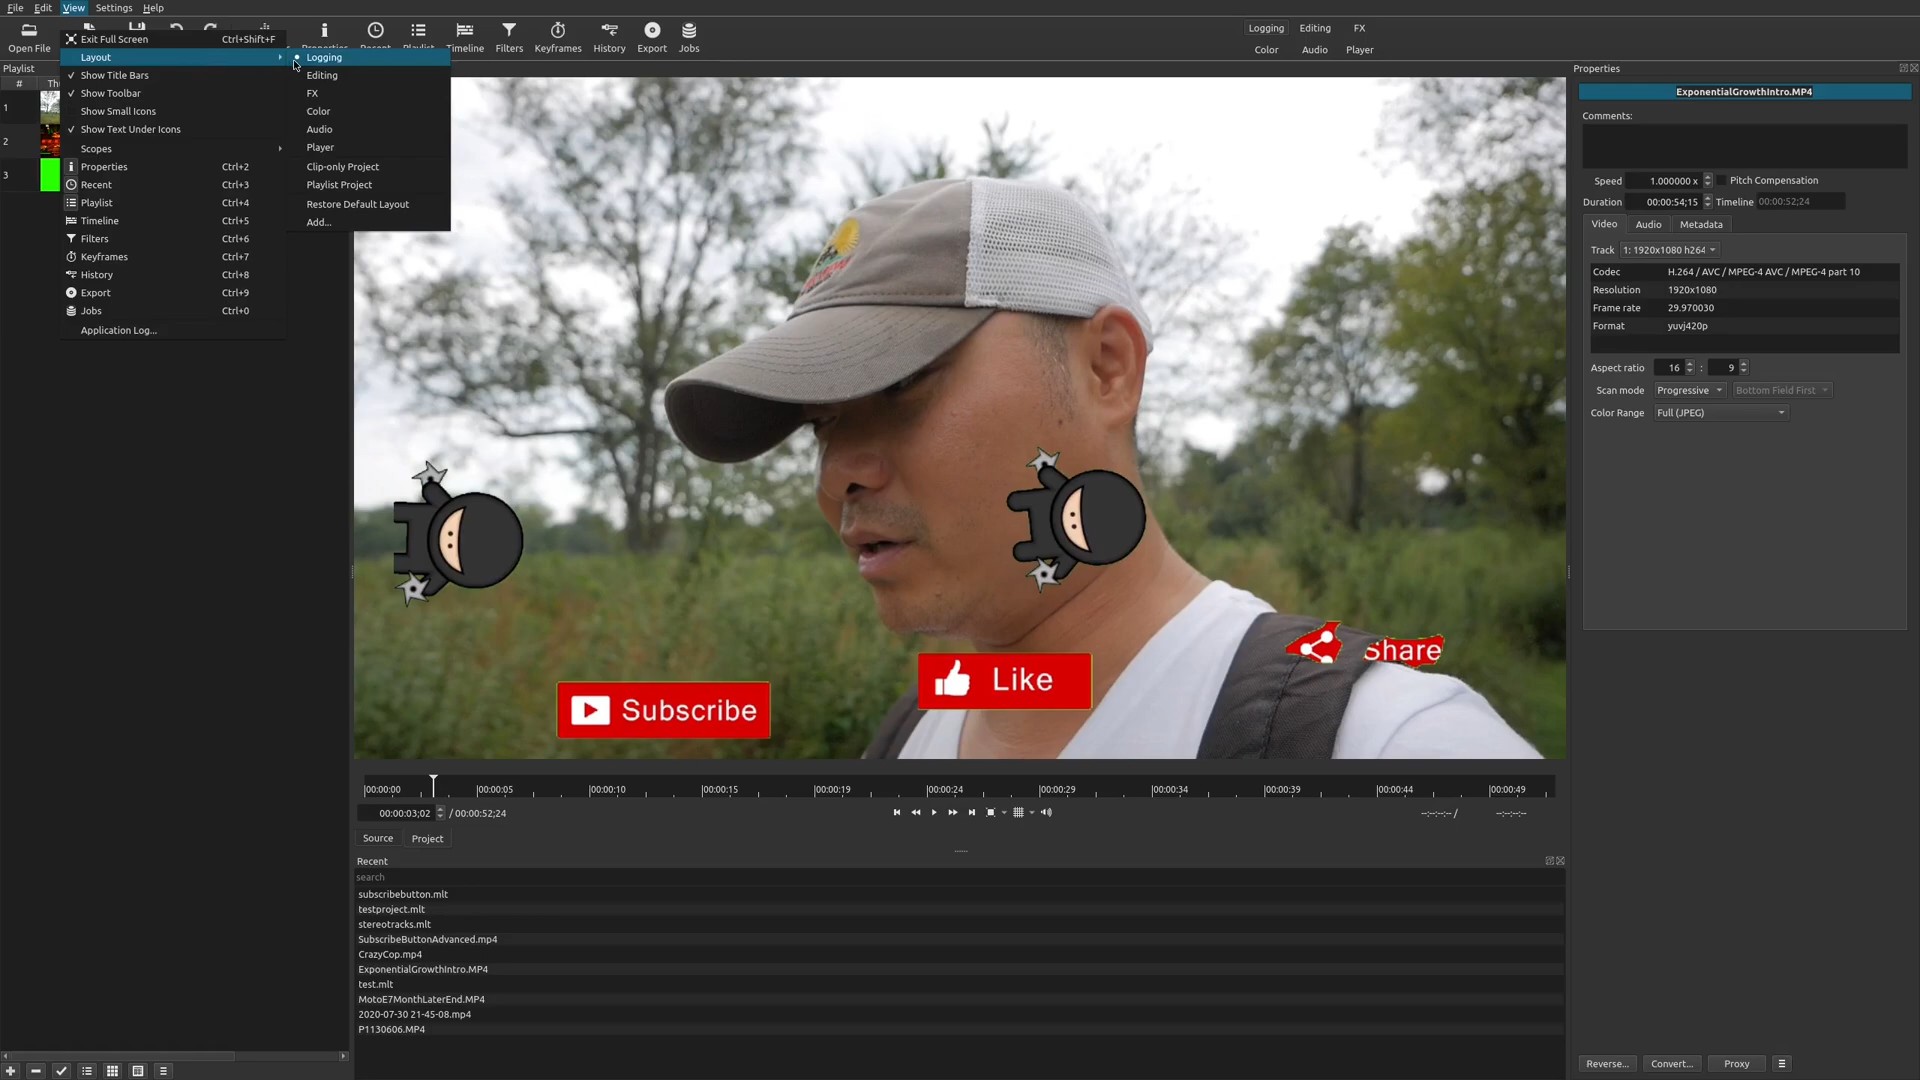 File Edit View Settings Help
Open File
Properties Recent Playlist Timeline Filters Keyframes History Export Jobs
Logging Editing FX
Color Audio Player
Exit Full Screen Ctrl+Shift+F
Layout
Show Title Bars
Show Toolbar
Show Small Icons
Show Text Under Icons
Scopes
Properties Ctrl+2
Recent Ctrl+3
Playlist Ctrl+4
Timeline Ctrl+5
Filters Ctrl+6
Keyframes Ctrl+7
History Ctrl+8
Export Ctrl+9
Jobs Ctrl+0
Application Log...
Logging
Editing
FX
Color
Audio
Player
Clip-only Project
Playlist Project
Restore Default Layout
Add...
Playlist
#
1
2
3
Subscribe
Like
Share
00:00:00 00:00:05 00:00:10 00:00:15 00:00:19 00:00:24 00:00:29 00:00:34 00:00:39 00:00:44 00:00:49
00:00:03;02 / 00:00:52;24
--:--:--:-- / --:--:--:--
Source Project
Recent
search
subscribebutton.mlt
testproject.mlt
stereotracks.mlt
SubscribeButtonAdvanced.mp4
CrazyCop.mp4
ExponentialGrowthIntro.MP4
test.mlt
MotoE7MonthLaterEnd.MP4
2020-07-30 21-45-08.mp4
P1130606.MP4
Properties
ExponentialGrowthIntro.MP4
Comments:
Speed 1.000000 x Pitch Compensation
Duration 00:00:54;15 Timeline 00:00:52;24
Video Audio Metadata
Track 1: 1920x1080 h264
Codec H.264 / AVC / MPEG-4 AVC / MPEG-4 part 10
Resolution 1920x1080
Frame rate 29.970030
Format yuvj420p
Aspect ratio 16 : 9
Scan mode Progressive Bottom Field First
Color Range Full (JPEG)
Reverse... Convert... Proxy